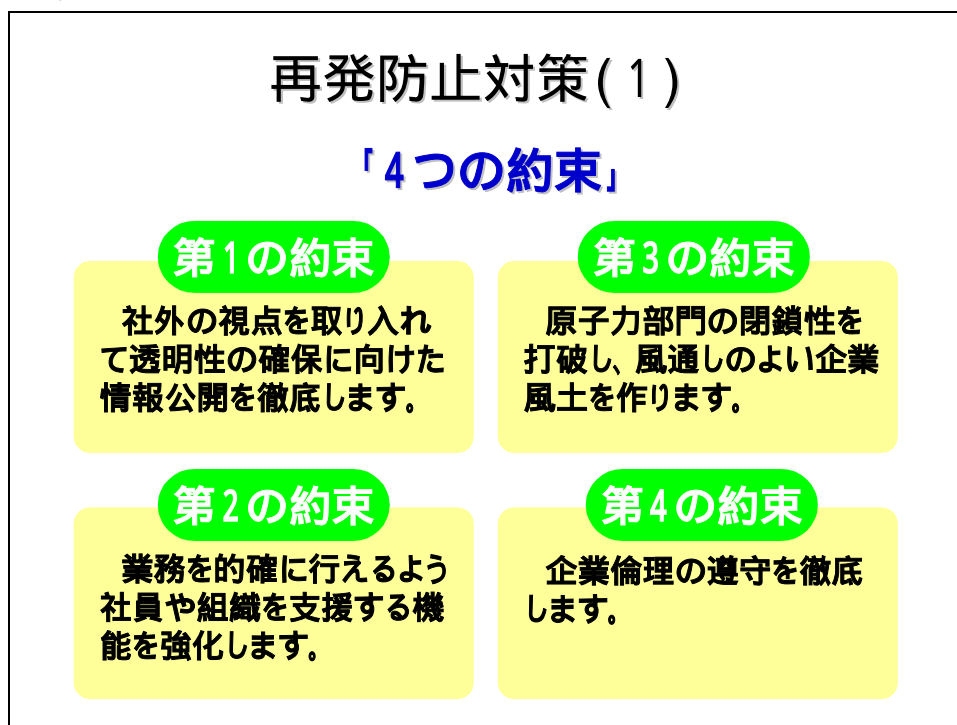 再発防止対策(1)
「4つの約束」
第1の約束
社外の視点を取り入れ
て透明性の確保に向けた
情報公開を徹底します。
第2の約束
業務を的確に行えるよう
社員や組織を支援する機
能を強化します。
第3の約束
原子力部門の閉鎖性を
打破し、風通しのよい企業
風土を作ります。
第4の約束
企業倫理の遵守を徹底
します。